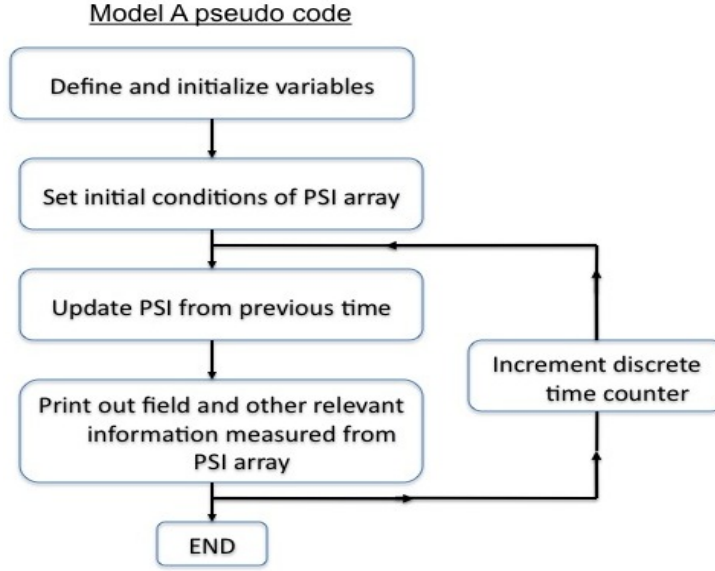 Model A pseudo code
Define and initialize variables
Set initial conditions of PSI array
Update PSI from previous time
Increment discrete
time counter
Print out field and other relevant
information measured from
PSI array
END